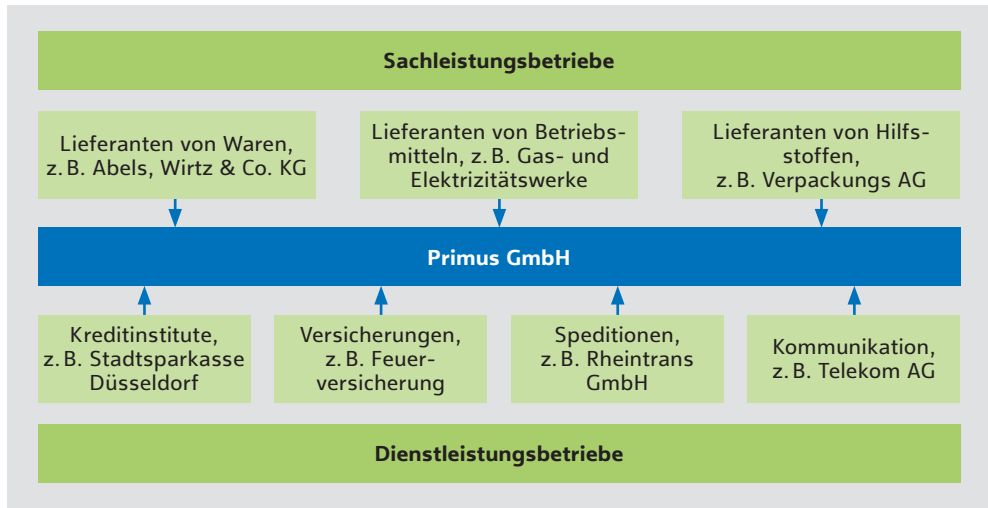 Sachleistungsbetriebe
Lieferanten von Waren,
z. B. Abels, Wirtz & Co. KG
Lieferanten von Betriebs-
mitteln, z. B. Gas- und
Elektrizitätswerke
Lieferanten von Hilfs-
stoffen,
z. B. Verpackungs AG
Primus GmbH
Kreditinstitute,
z. B. Stadtsparkasse
Düsseldorf
Versicherungen,
z. B. Feuer-
versicherung
Speditionen,
z. B. Rheintrans
GmbH
Kommunikation,
z. B. Telekom AG
Dienstleistungsbetriebe